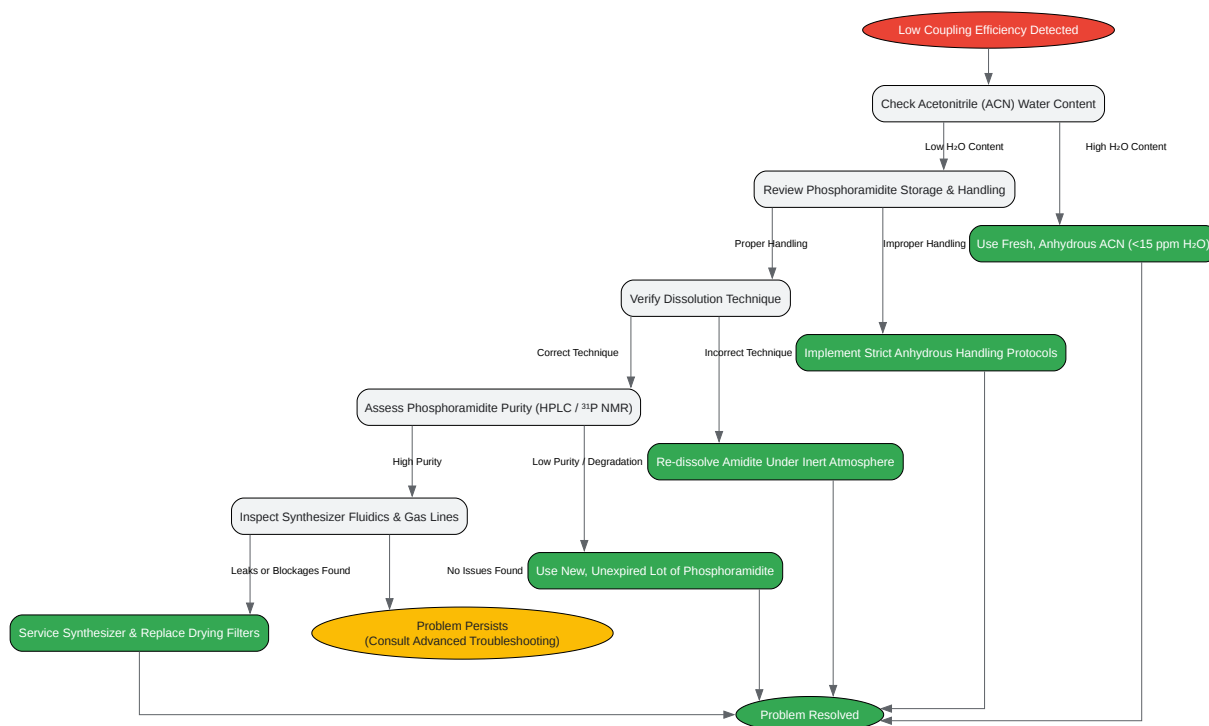 Low Coupling Efficiency Detected
Check Acetonitrile (ACN) Water Content
Low H₂O Content
High H₂O Content
Review Phosphoramidite Storage & Handling
Proper Handling
Improper Handling
Use Fresh, Anhydrous ACN (<15 ppm H₂O)
Verify Dissolution Technique
Correct Technique
Incorrect Technique
Implement Strict Anhydrous Handling Protocols
Assess Phosphoramidite Purity (HPLC / ³¹P NMR)
High Purity
Low Purity / Degradation
Re-dissolve Amidite Under Inert Atmosphere
Inspect Synthesizer Fluidics & Gas Lines
Leaks or Blockages Found
No Issues Found
Use New, Unexpired Lot of Phosphoramidite
Service Synthesizer & Replace Drying Filters
Problem Persists
(Consult Advanced Troubleshooting)
Problem Resolved